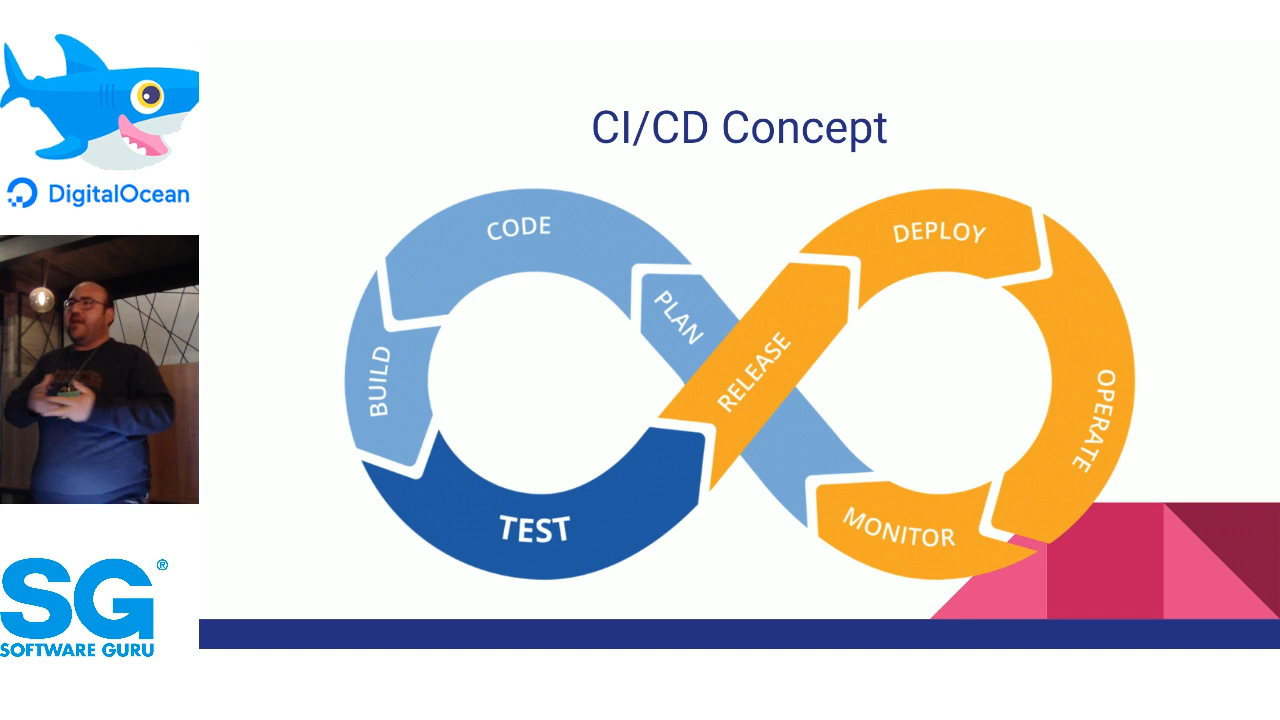 DigitalOcean
SG®
SOFTWARE GURU
CI/CD Concept
CODE
PLAN
BUILD
TEST
RELEASE
DEPLOY
OPERATE
MONITOR